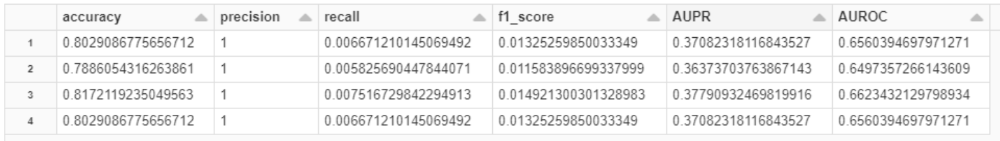 accuracy precision recall f1_score AUPR AUROC
1 0.8029086775656712 1 0.006671210145069492 0.01325259850033349 0.37082318116843527 0.6560394697971271
2 0.7886054316263861 1 0.005825690447844071 0.011583896699337999 0.36373703763867143 0.6497357266143609
3 0.8172119235049563 1 0.007516729842294913 0.014921300301328983 0.37790932469819916 0.6623432129798934
4 0.8029086775656712 1 0.006671210145069492 0.01325259850033349 0.37082318116843527 0.6560394697971271